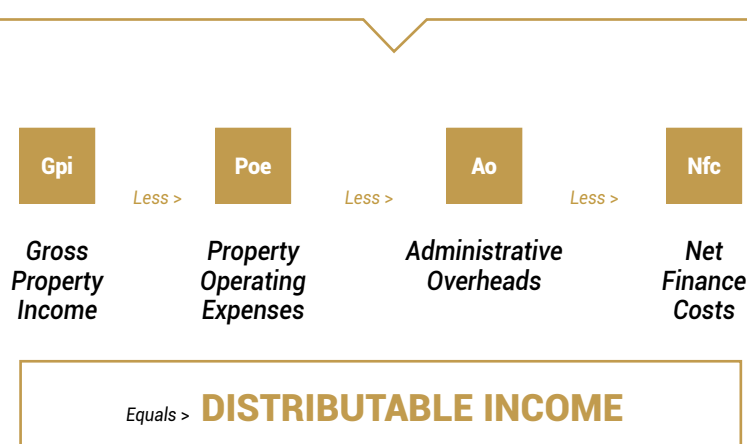 Gpi
Less >
Poe
Less >
Ao
Less >
Nfc
Gross
Property
Income
Property
Operating
Expenses
Administrative
Overheads
Net
Finance
Costs
Equals > DISTRIBUTABLE INCOME